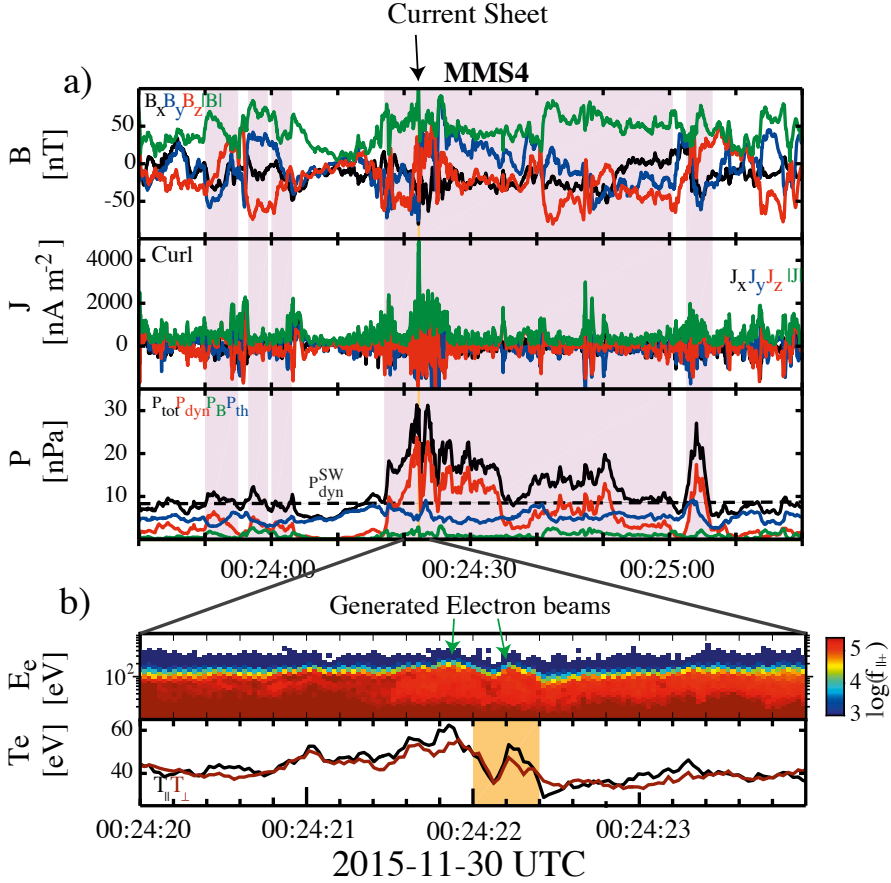 Current Sheet
MMS4
a)
BxByBz|B|
B
[nT]
50
0
-50
Curl
JxJyJz|J|
J
[nA m-2]
4000
2000
0
PtotPdynPBPth
P
[nPa]
30
20
10
PdynSW
00:24:00 00:24:30 00:25:00
b)
Generated Electron beams
Ee
[eV]
10²
5
4
3
log(f||+)
Te
[eV]
60
40
T||T⊥
00:24:20 00:24:21 00:24:22 00:24:23
2015-11-30 UTC